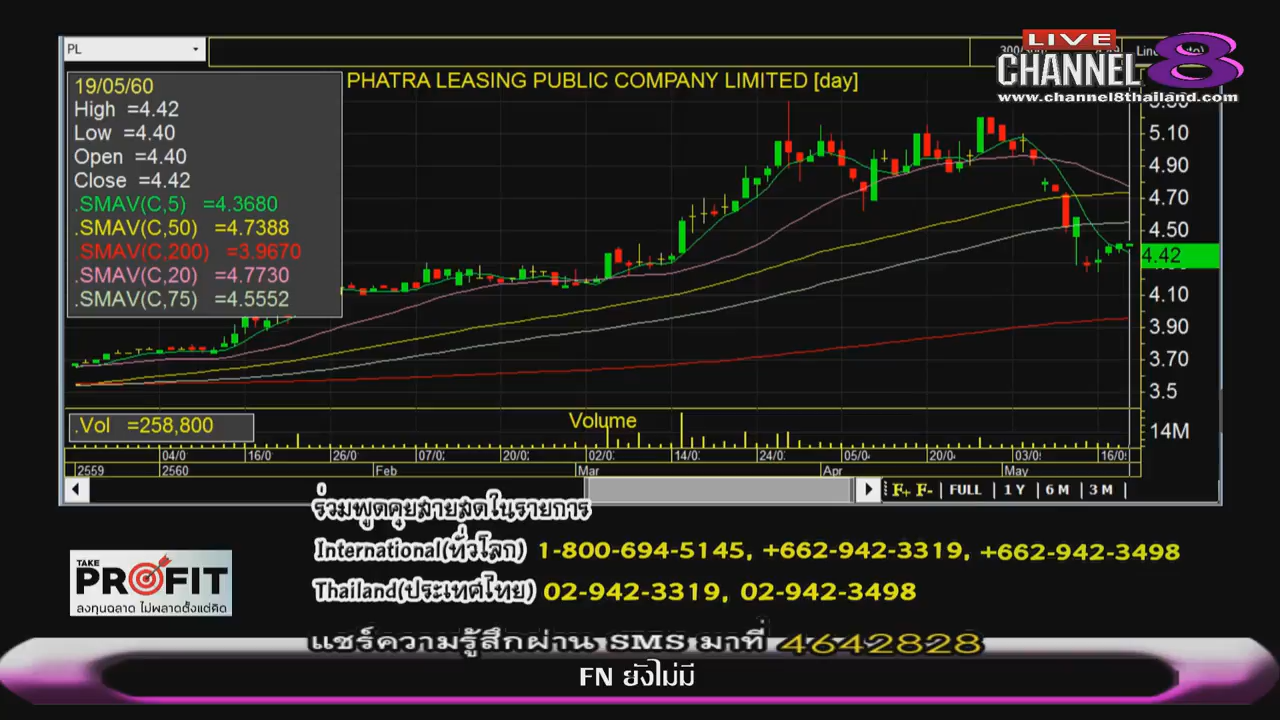 PL
LIVE
CHANNEL 8
www.channel8thailand.com
PHATRA LEASING PUBLIC COMPANY LIMITED [day]
19/05/60
High =4.42
Low =4.40
Open =4.40
Close =4.42
.SMAV(C,5) =4.3680
.SMAV(C,50) =4.7388
.SMAV(C,200) =3.9670
.SMAV(C,20) =4.7730
.SMAV(C,75) =4.5552
5.10
4.90
4.70
4.50
4.42
4.10
3.90
3.70
3.5
.Vol =258,800
Volume
14M
04/0 16/0 26/0 07/0 20/0 02/0 14/0 24/0 05/0 20/0 03/0 16/0
2559 2560 Feb Mar Apr May
F+ F- FULL 1 Y 6 M 3 M
ร่วมพูดคุยสายสดในรายการ
International(ทั่วโลก) 1-800-694-5145, +662-942-3319, +662-942-3498
Thailand(ประเทศไทย) 02-942-3319, 02-942-3498
TAKE
PROFIT
ลงทุนฉลาด ไม่พลาดตั้งแต่คิด
แชร์ความรู้สึกผ่าน SMS มาที่ 4642828
FN ยังไม่มี